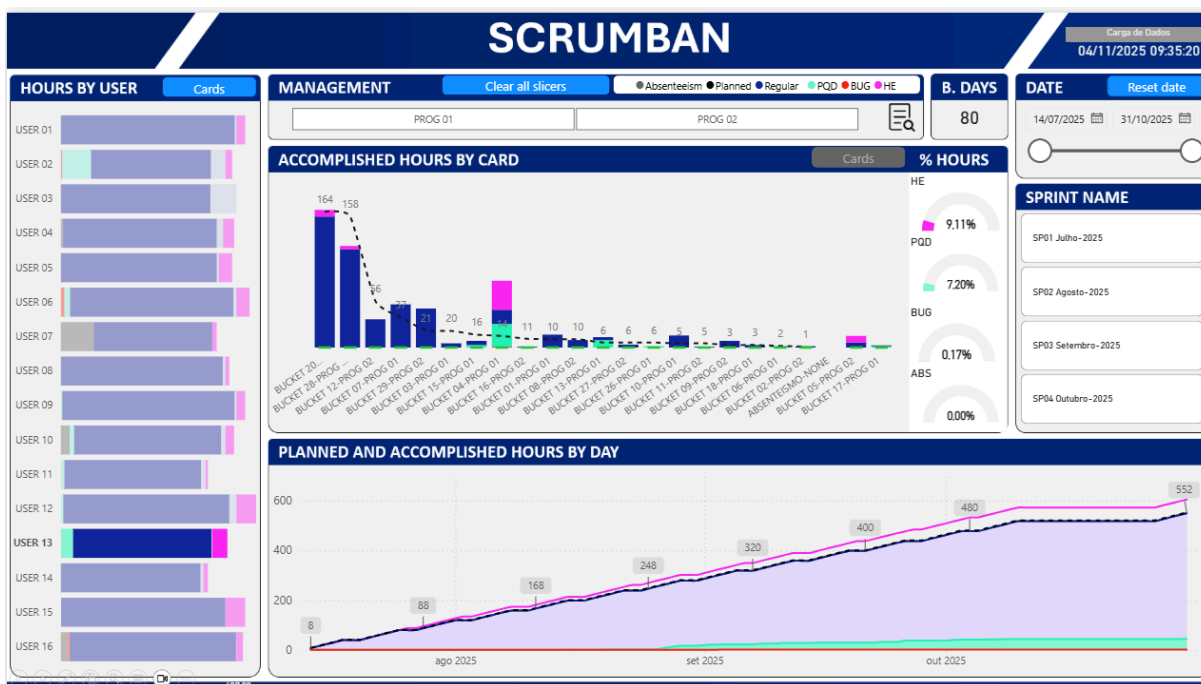 SCRUMBAN
Carga de Dados
04/11/2025 09:35:20
HOURS BY USER
Cards
USER 01
USER 02
USER 03
USER 04
USER 05
USER 06
USER 07
USER 08
USER 09
USER 10
USER 11
USER 12
USER 13
USER 14
USER 15
USER 16
MANAGEMENT
Clear all slicers
Absenteeism Planned Regular PQD BUG HE
PROG 01
PROG 02
B. DAYS
80
DATE
Reset date
14/07/2025
31/10/2025
ACCOMPLISHED HOURS BY CARD
Cards
164
158
56
37
21
20
16
14
11
10
10
6
6
6
5
5
3
3
2
1
BUCKET 20...
BUCKET 28-PROG ...
BUCKET 12-PROG 02
BUCKET 07-PROG 01
BUCKET 29-PROG 02
BUCKET 03-PROG 01
BUCKET 15-PROG 01
BUCKET 04-PROG 01
BUCKET 16-PROG 02
BUCKET 01-PROG 01
BUCKET 08-PROG 02
BUCKET 13-PROG 01
BUCKET 27-PROG 02
BUCKET 26-PROG 01
BUCKET 10-PROG 01
BUCKET 11-PROG 02
BUCKET 09-PROG 02
BUCKET 18-PROG 01
BUCKET 06-PROG 01
BUCKET 02-PROG 02
ABSENTEISMO-NONE
BUCKET 05-PROG 02
BUCKET 17-PROG 01
% HOURS
HE
9.11%
PQD
7.20%
BUG
0.17%
ABS
0.00%
SPRINT NAME
SP01 Julho-2025
SP02 Agosto-2025
SP03 Setembro-2025
SP04 Outubro-2025
PLANNED AND ACCOMPLISHED HOURS BY DAY
600
400
200
0
8
88
168
248
320
400
480
552
ago 2025
set 2025
out 2025